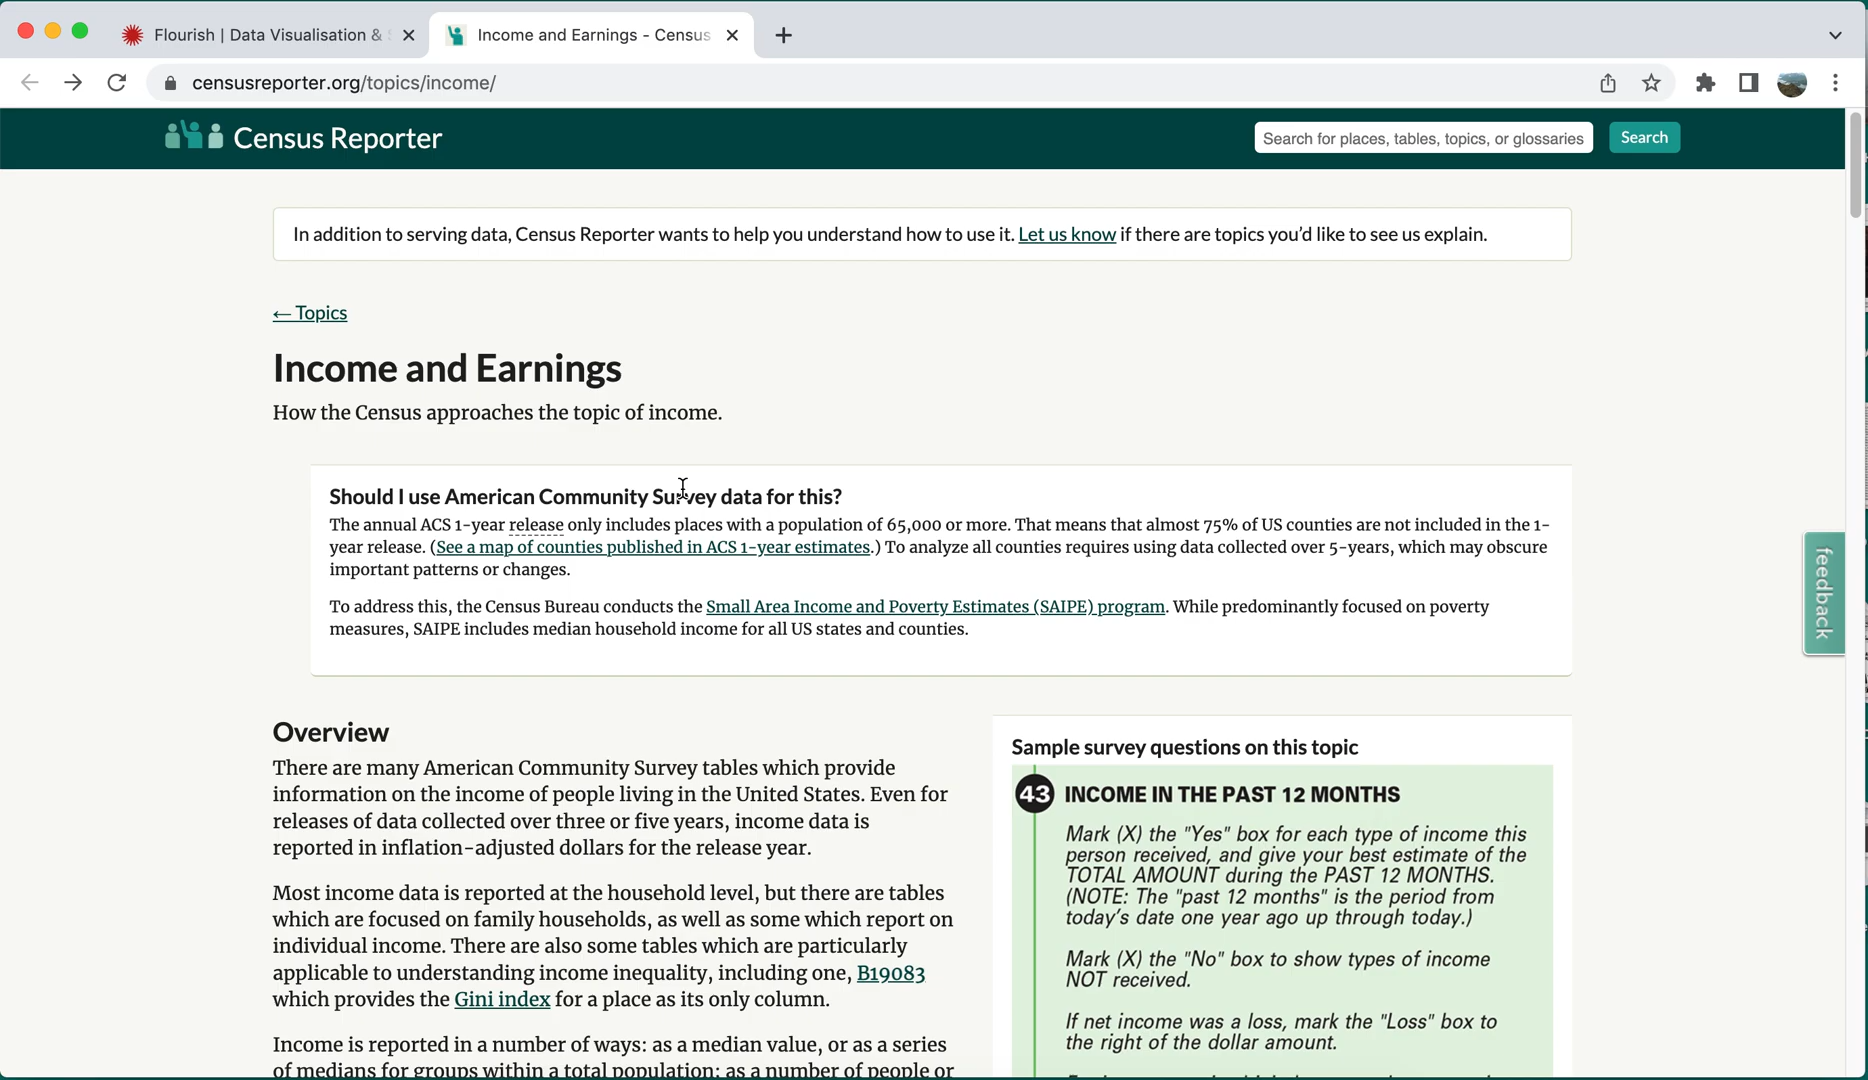 Flourish | Data Visualisation &
Income and Earnings - Census
censusreporter.org/topics/income/
Census Reporter
Search for places, tables, topics, or glossaries
Search
In addition to serving data, Census Reporter wants to help you understand how to use it. Let us know if there are topics you’d like to see us explain.
← Topics
Income and Earnings
How the Census approaches the topic of income.
Should I use American Community Survey data for this?
The annual ACS 1-year release only includes places with a population of 65,000 or more. That means that almost 75% of US counties are not included in the 1-
year release. (See a map of counties published in ACS 1-year estimates.) To analyze all counties requires using data collected over 5-years, which may obscure
important patterns or changes.
To address this, the Census Bureau conducts the Small Area Income and Poverty Estimates (SAIPE) program. While predominantly focused on poverty
measures, SAIPE includes median household income for all US states and counties.
feedback
Overview
There are many American Community Survey tables which provide
information on the income of people living in the United States. Even for
releases of data collected over three or five years, income data is
reported in inflation-adjusted dollars for the release year.
Most income data is reported at the household level, but there are tables
which are focused on family households, as well as some which report on
individual income. There are also some tables which are particularly
applicable to understanding income inequality, including one, B19083
which provides the Gini index for a place as its only column.
Income is reported in a number of ways: as a median value, or as a series
of medians for groups within a total population; as a number of people or
Sample survey questions on this topic
43 INCOME IN THE PAST 12 MONTHS
Mark (X) the "Yes" box for each type of income this
person received, and give your best estimate of the
TOTAL AMOUNT during the PAST 12 MONTHS.
(NOTE: The "past 12 months" is the period from
today's date one year ago up through today.)
Mark (X) the "No" box to show types of income
NOT received.
If net income was a loss, mark the "Loss" box to
the right of the dollar amount.